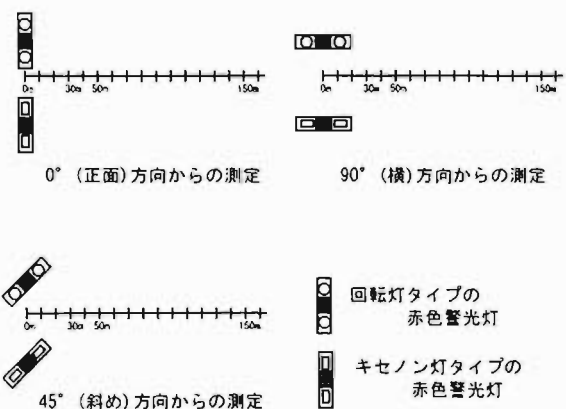 0m 30m 50m 150m
0° (正面)方向からの測定
0m 30m 50m 150m
90° (横)方向からの測定
0m 30m 50m 150m
45° (斜め)方向からの測定
回転灯タイプの
赤色警光灯
キセノン灯タイプの
赤色警光灯